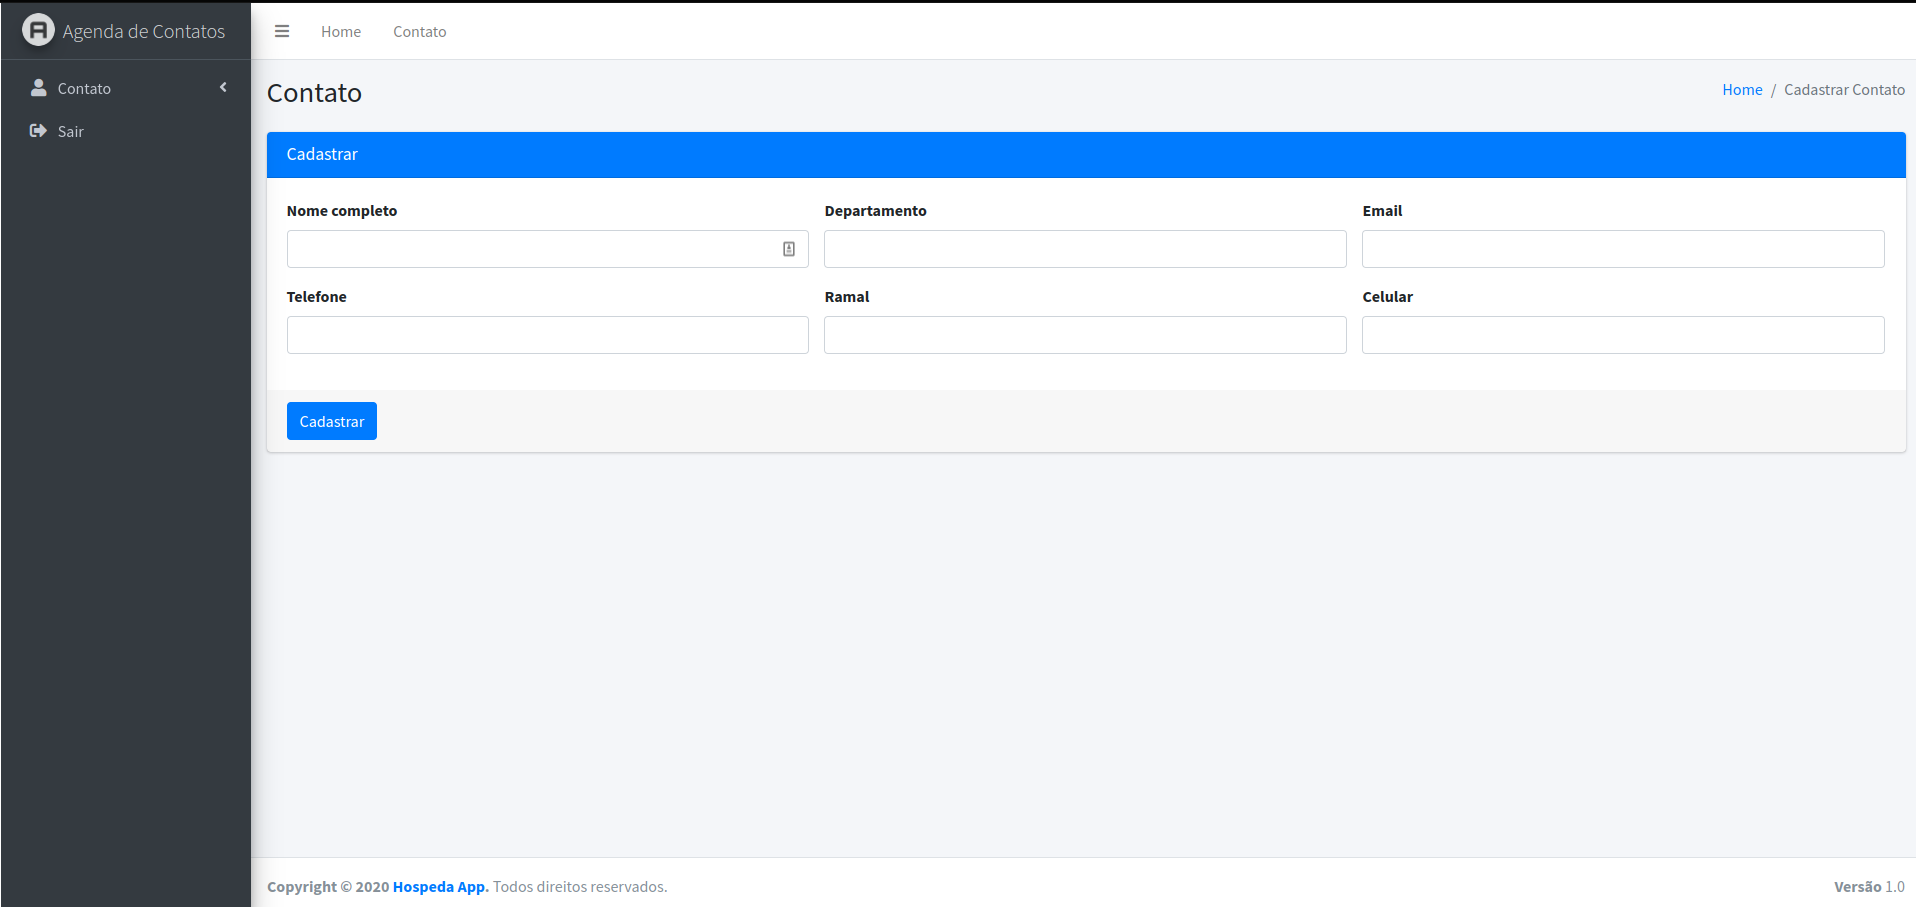 Agenda de Contatos
Home Contato
Contato
Sair
Contato
Home / Cadastrar Contato
Cadastrar
Nome completo Departamento Email
Telefone Ramal Celular
Cadastrar
Copyright © 2020 Hospeda App. Todos direitos reservados.
Versão 1.0